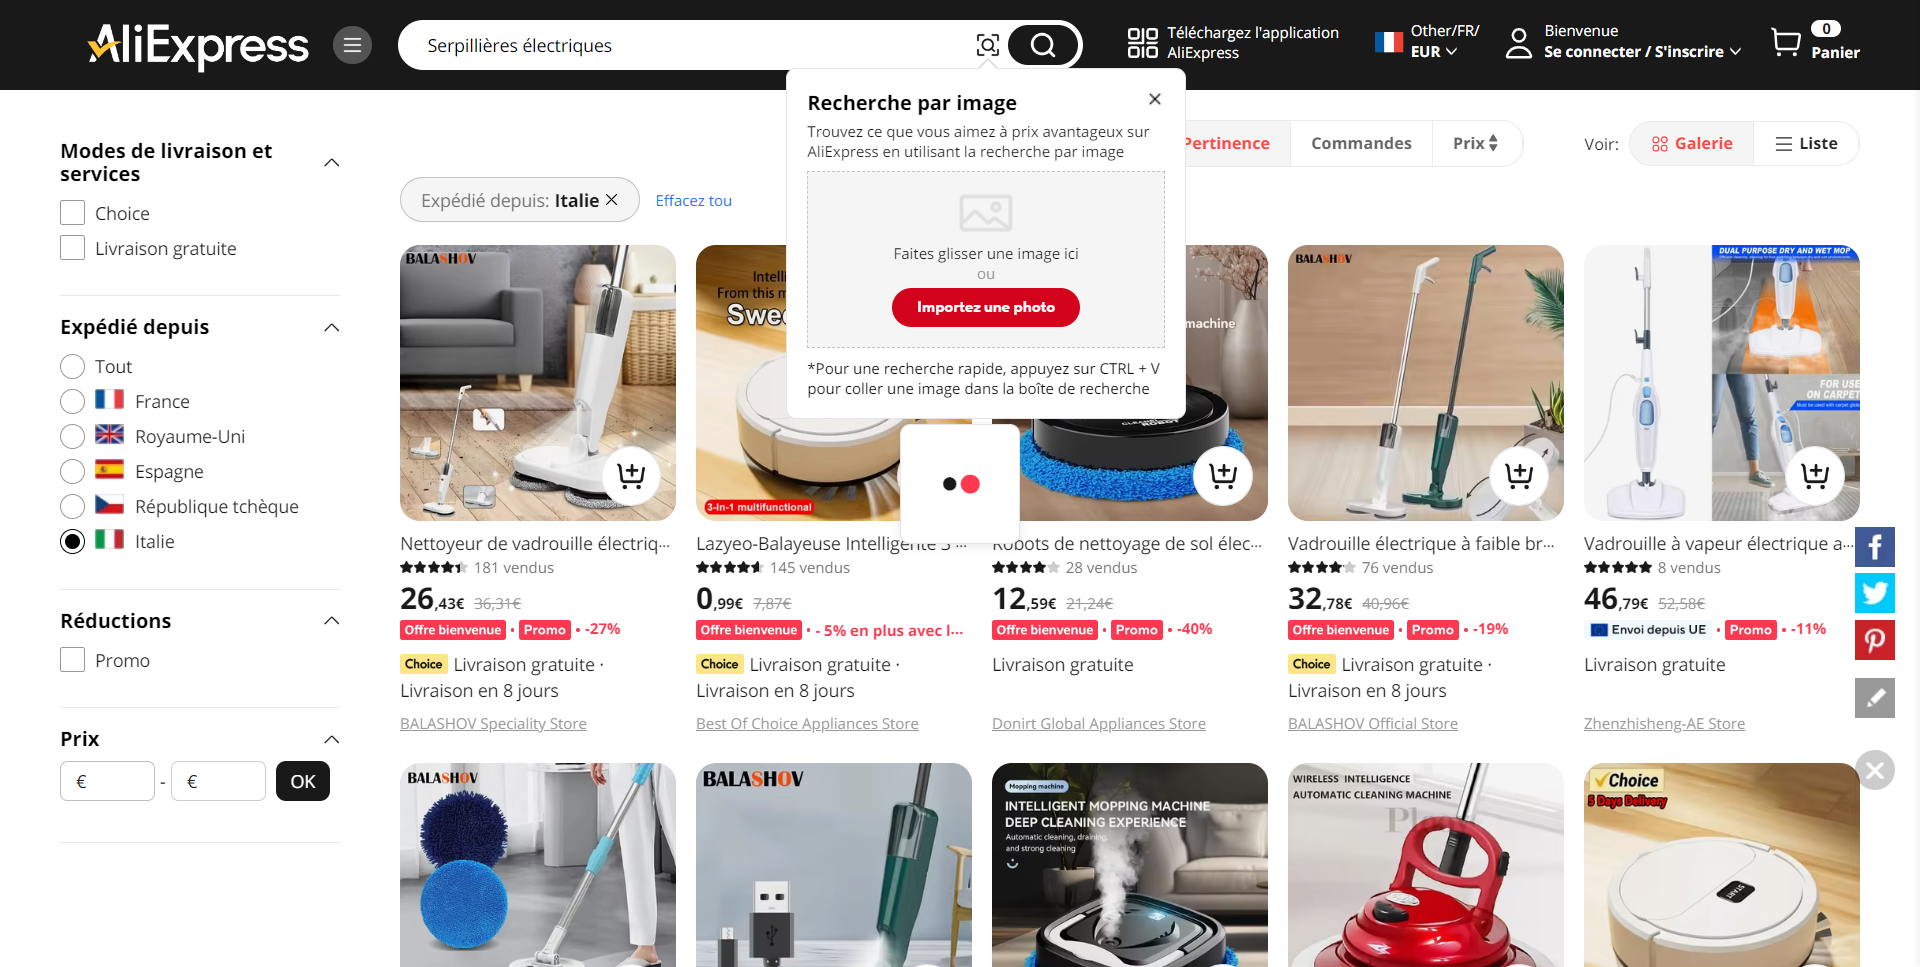 AliExpress
Serpillières électriques
Téléchargez l'application
AliExpress
Other/FR/
EUR
Bienvenue
Se connecter / S'inscrire
0
Panier
Recherche par image
Trouvez ce que vous aimez à prix avantageux sur
AliExpress en utilisant la recherche par image
Faites glisser une image ici
ou
Importez une photo
*Pour une recherche rapide, appuyez sur CTRL + V
pour coller une image dans la boîte de recherche
Pertinence
Commandes
Prix
Voir:
Galerie
Liste
Modes de livraison et
services
Choice
Livraison gratuite
Expédié depuis
Tout
France
Royaume-Uni
Espagne
République tchèque
Italie
Réductions
Promo
Prix
€ - € OK
Expédié depuis: Italie
Effacez tou
BALASHOV
Nettoyeur de vadrouille électriq...
181 vendus
26,43€ 36,31€
Offre bienvenue · Promo · -27%
Choice Livraison gratuite ·
Livraison en 8 jours
BALASHOV Speciality Store
From this m
3-in-1 multifunctional
Lazyeo-Balayeuse Intelligente 3 ...
145 vendus
0,99€ 7,87€
Offre bienvenue · - 5% en plus avec l...
Choice Livraison gratuite ·
Livraison en 8 jours
Best Of Choice Appliances Store
machine
ROBOT
Robots de nettoyage de sol élec...
28 vendus
12,59€ 21,24€
Offre bienvenue · Promo · -40%
Livraison gratuite
Donirt Global Appliances Store
BALASHOV
Vadrouille électrique à faible br...
76 vendus
32,78€ 40,96€
Offre bienvenue · Promo · -19%
Choice Livraison gratuite ·
Livraison en 8 jours
BALASHOV Official Store
DUAL PURPOSE DRY AND WET MOP
FOR USE
ON CARPET
Must be used with carpet glide
Vadrouille à vapeur électrique a...
8 vendus
46,79€ 52,58€
Envoi depuis UE · Promo · -11%
Livraison gratuite
Zhenzhisheng-AE Store
BALASHOV
BALASHOV
Mopping machine
INTELLIGENT MOPPING MACHINE
DEEP CLEANING EXPERIENCE
Automatic cleaning, draining,
and strong cleaning
WIRELESS INTELLIGENCE
AUTOMATIC CLEANING MACHINE
Choice
5 Days Delivery
START